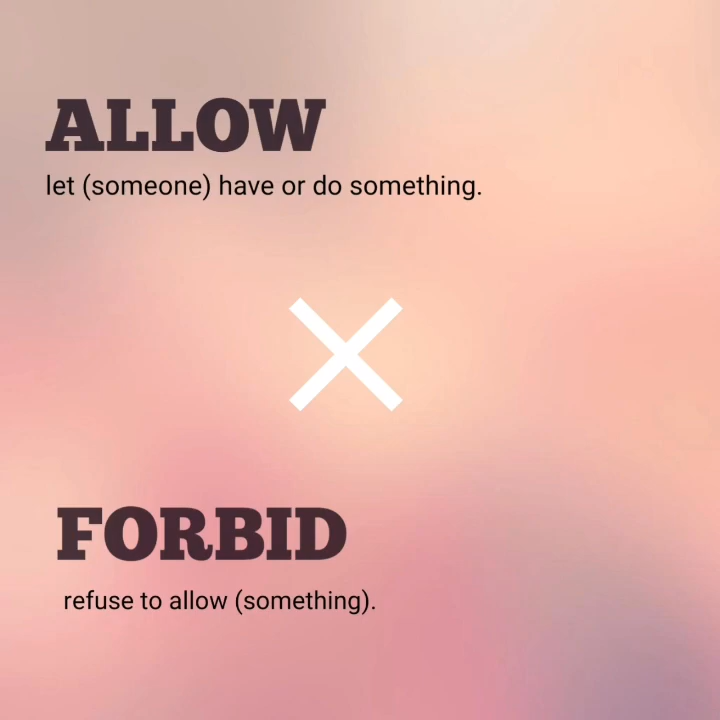 ALLOW
let (someone) have or do something.
FORBID
refuse to allow (something).